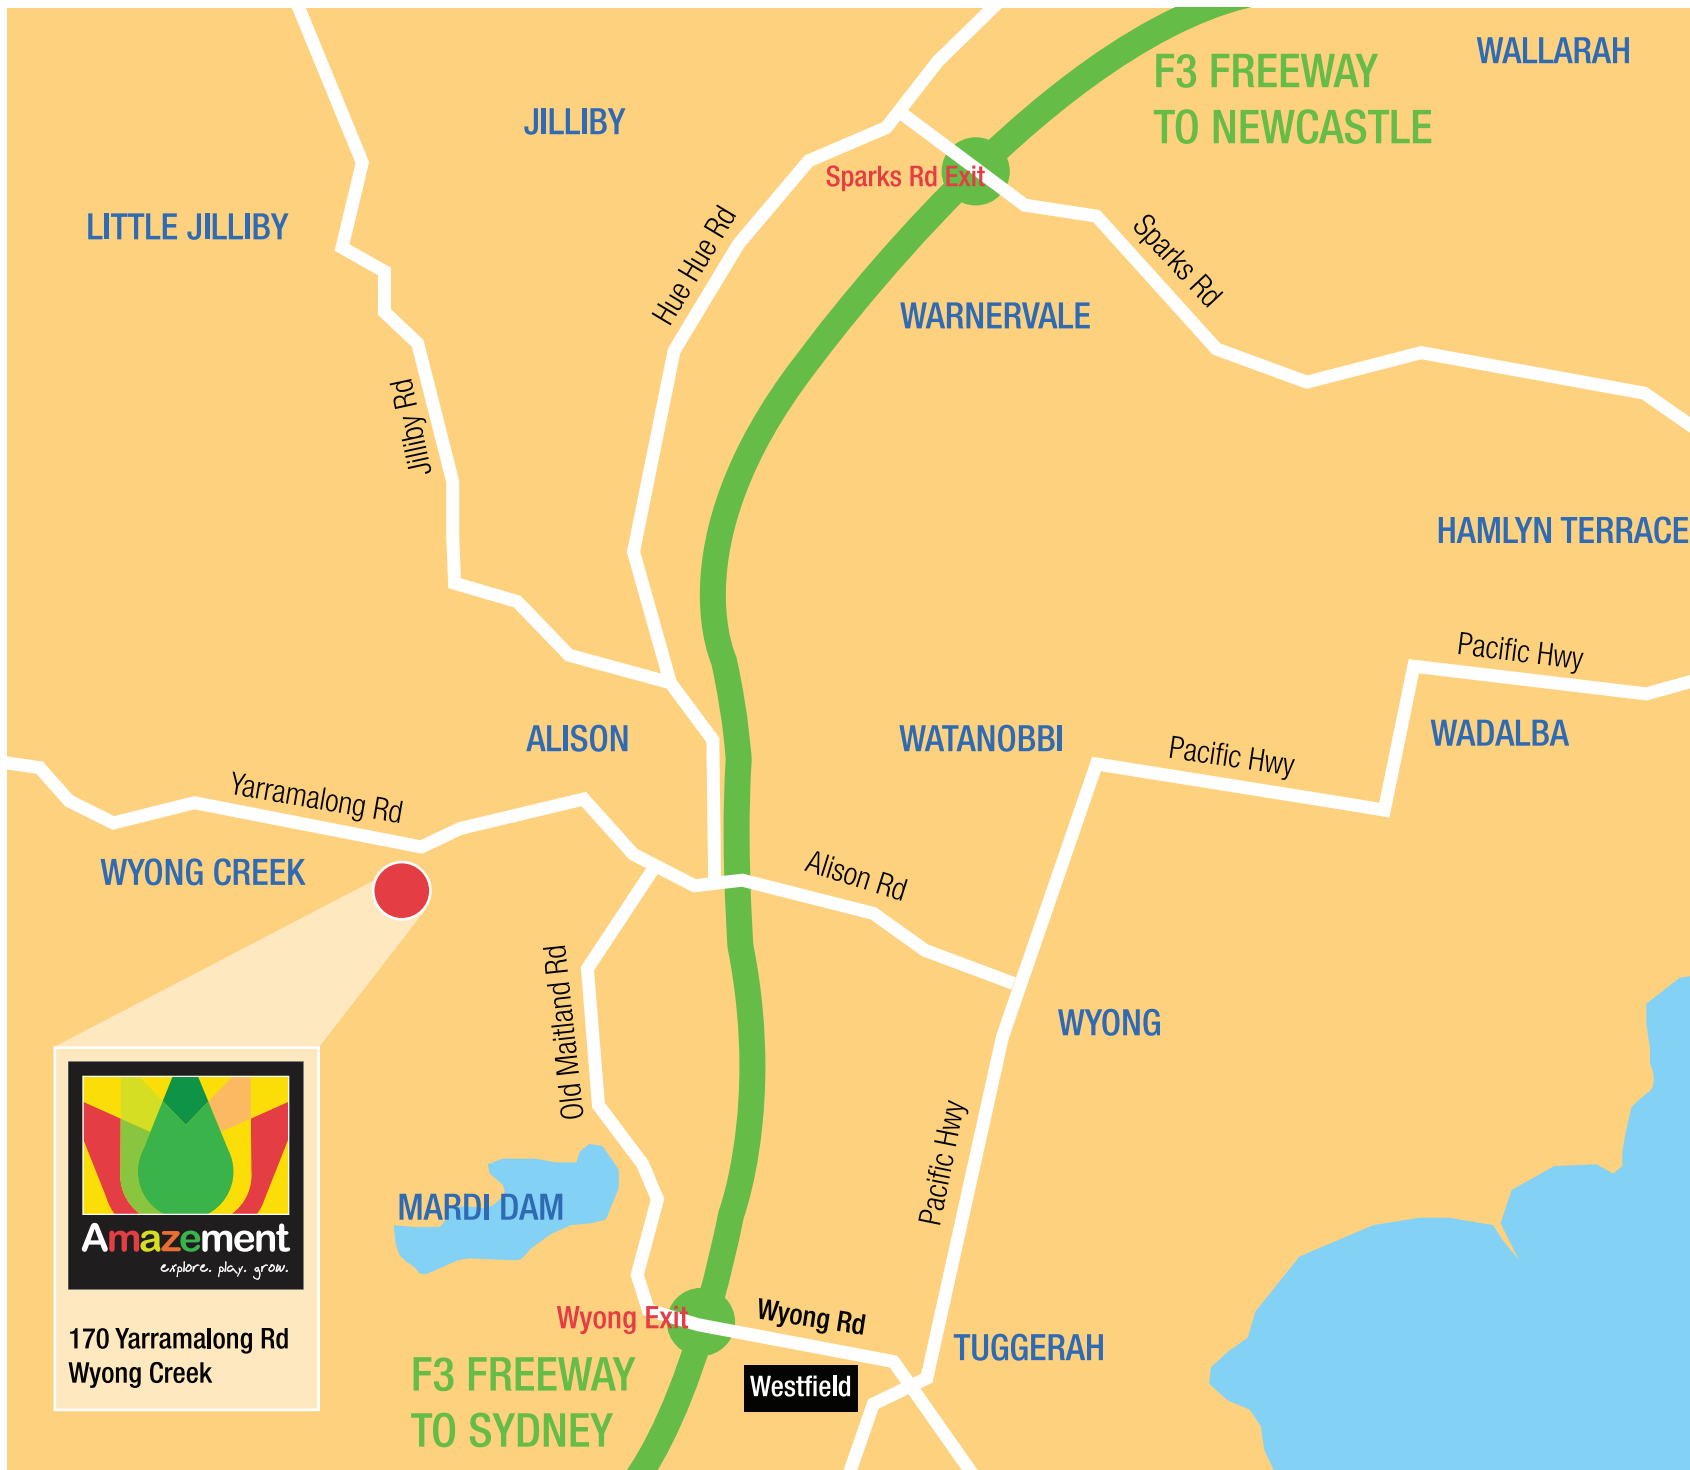 WALLARAH
F3 FREEWAY
TO NEWCASTLE
JILLIBY
Sparks Rd Exit
LITTLE JILLIBY
Hue Hue Rd
Sparks Rd
WARNERVALE
Jilliby Rd
HAMLYN TERRACE
Pacific Hwy
WADALBA
ALISON
WATANOBBI
Pacific Hwy
Yarramalong Rd
WYONG CREEK
Alison Rd
Old Maitland Rd
WYONG
Pacific Hwy
MARDI DAM
Amazement
explore. play. grow.
170 Yarramalong Rd
Wyong Creek
Wyong Exit
Wyong Rd
TUGGERAH
F3 FREEWAY
TO SYDNEY
Westfield